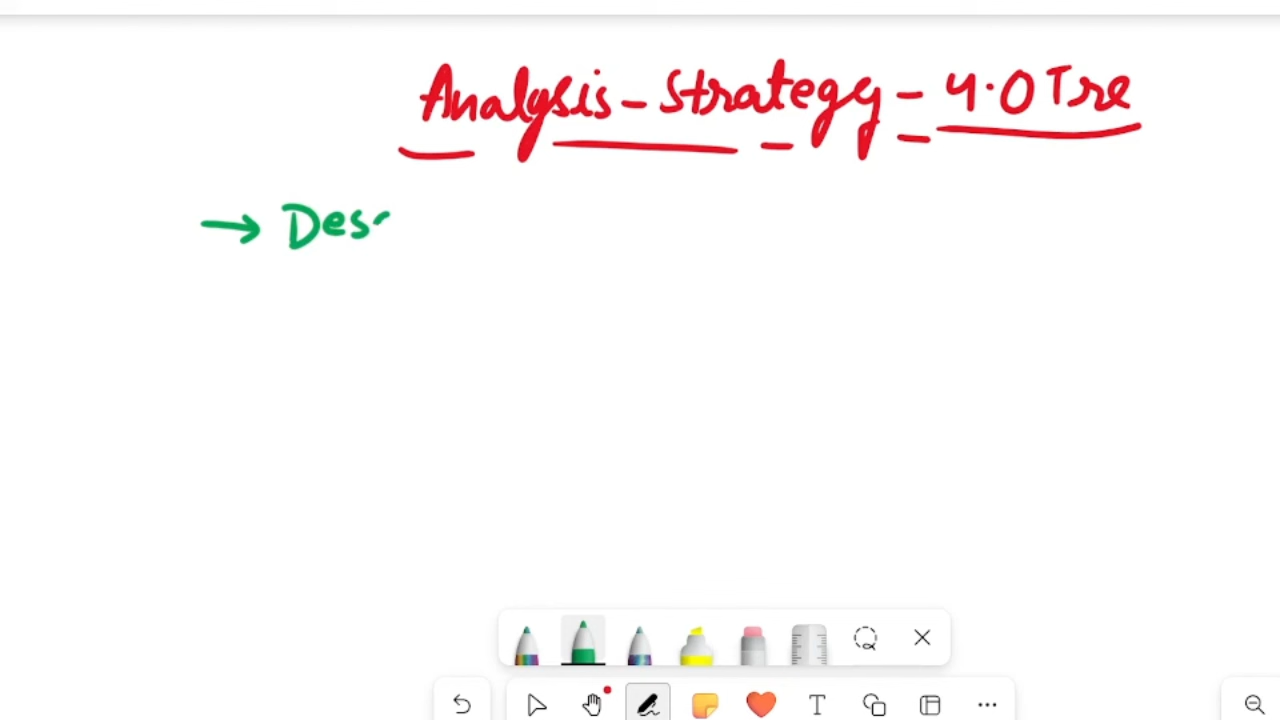 Analysis - Strategy - 4.0 Tre
→ Des
T